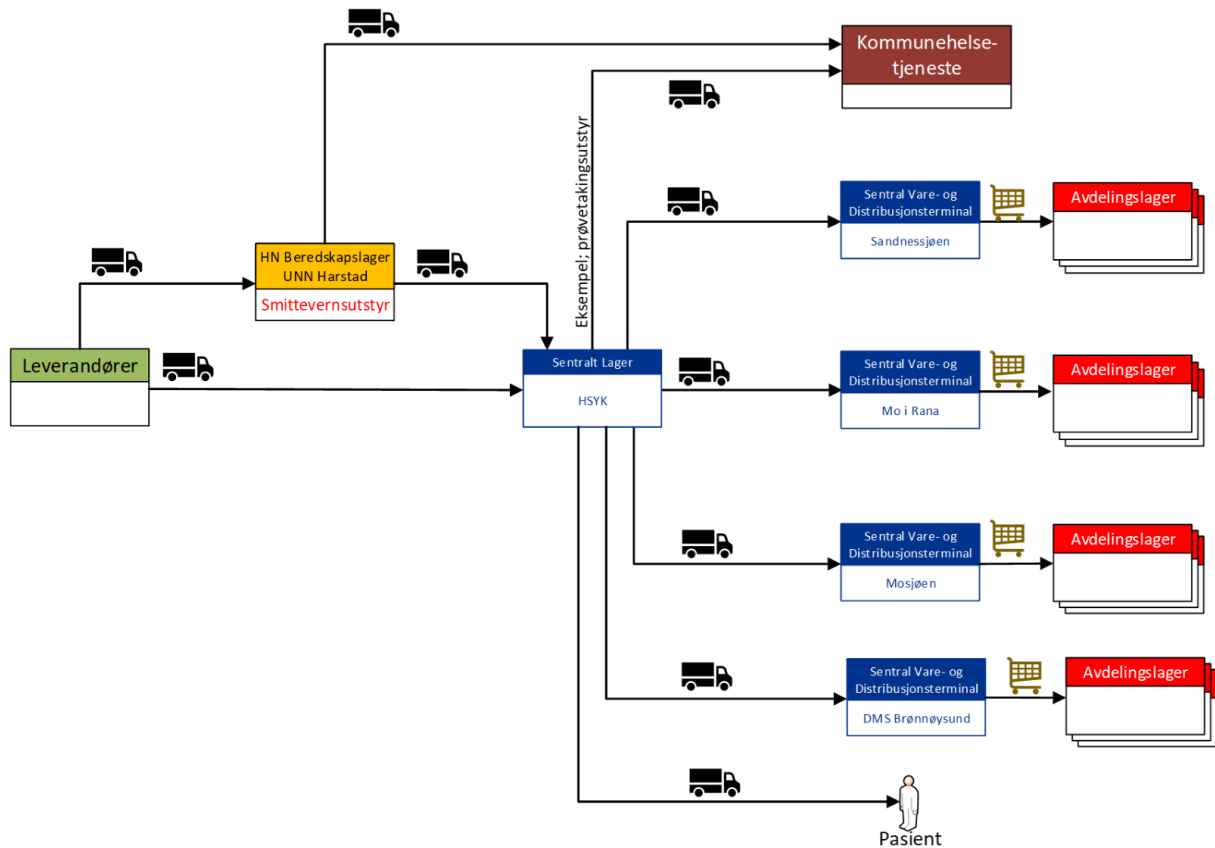 Kommunehelse-
tjeneste
Eksempel; prøvetakingsutstyr
Sentral Vare- og
Distribusjonsterminal
Sandnessjøen
Avdelingslager
HN Beredskapslager
UNN Harstad
Smittevernsutstyr
Leverandører
Sentralt Lager
HSYK
Sentral Vare- og
Distribusjonsterminal
Mo i Rana
Avdelingslager
Sentral Vare- og
Distribusjonsterminal
Mosjøen
Avdelingslager
Sentral Vare- og
Distribusjonsterminal
DMS Brønnøysund
Avdelingslager
Pasient